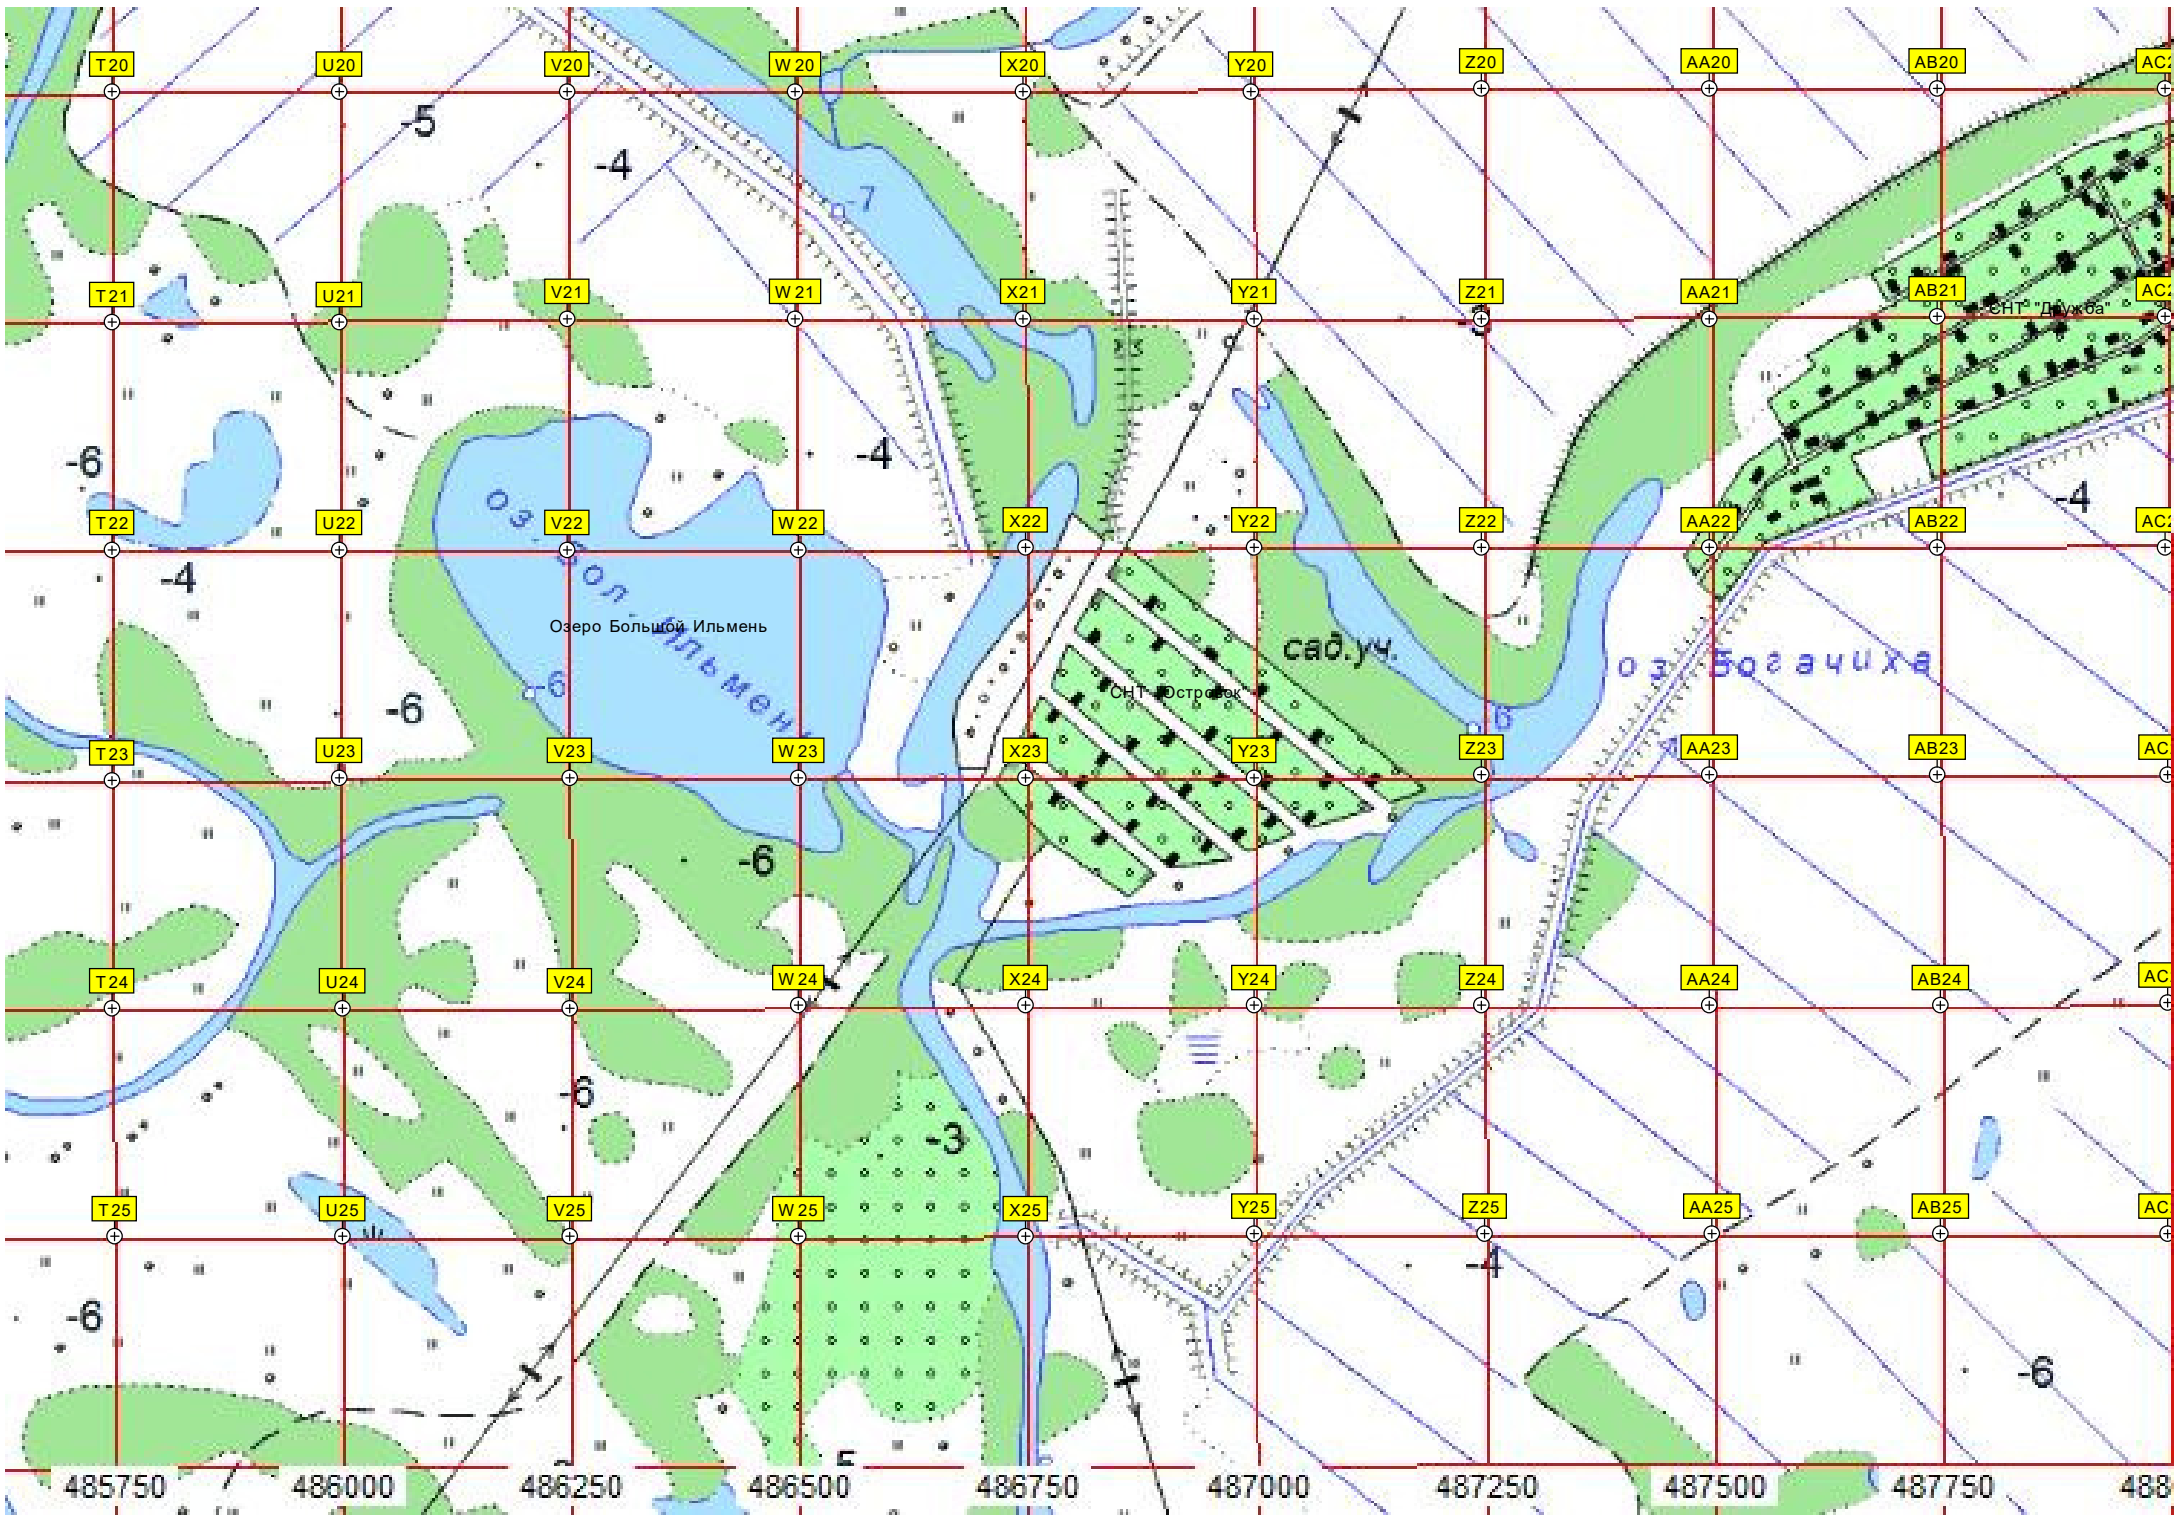 T20 U20 V20 W20 X20 Y20 Z20 AA20 AB20
-5
-4
-7
T21 U21 V21 W21 X21 Y21 Z21 AA21 AB21
СНТ "Дружба"
-6
-4
-4
оз. Бол. Ильмень
T22 U22 V22 W22 X22 Y22 Z22 AA22 AB22
-4
Озеро Большой Ильмень
сад.уч.
оз. Богачиха
-6
-6
СНТ "Островок"
-6
T23 U23 V23 W23 X23 Y23 Z23 AA23 AB23
-6
T24 U24 V24 W24 X24 Y24 Z24 AA24 AB24
-6
-3
T25 U25 V25 W25 X25 Y25 Z25 AA25 AB25
-4
-6
-6
485750 486000 486250 486500 486750 487000 487250 487500 487750